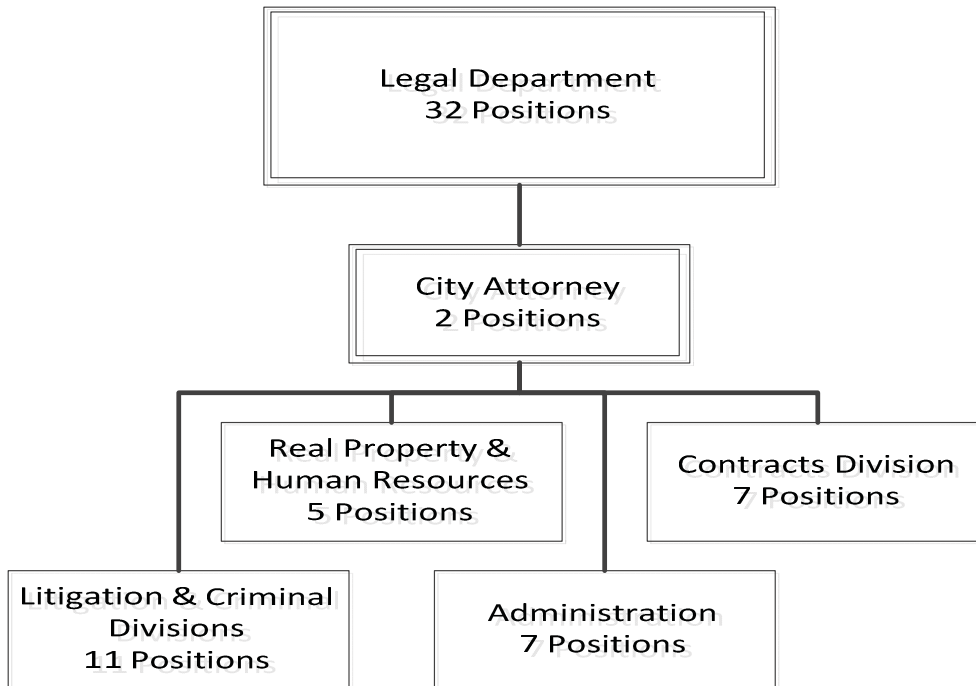 Legal Department
32 Positions
City Attorney
2 Positions
Real Property &
Human Resources
5 Positions
Contracts Division
7 Positions
Litigation & Criminal
Divisions
11 Positions
Administration
7 Positions